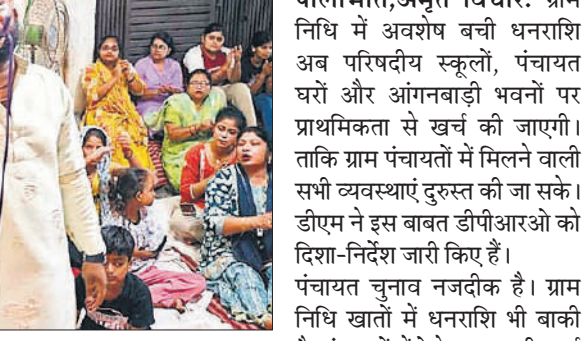 पीलीभीत,अमृत विचार: ग्राम
निधि में अवशेष बची धनराशि
अब परिषदीय स्कूलों, पंचायत
घरों और आंगनबाड़ी भवनों पर
प्राथमिकता से खर्च की जाएगी।
ताकि ग्राम पंचायतों में मिलने वाली
सभी व्यवस्थाएं दुरुस्त की जा सके।
डीएम ने इस बाबत डीपीआरओ को
दिशा-निर्देश जारी किए हैं।
पंचायत चुनाव नजदीक है। ग्राम
निधि खातों में धनराशि भी बाकी